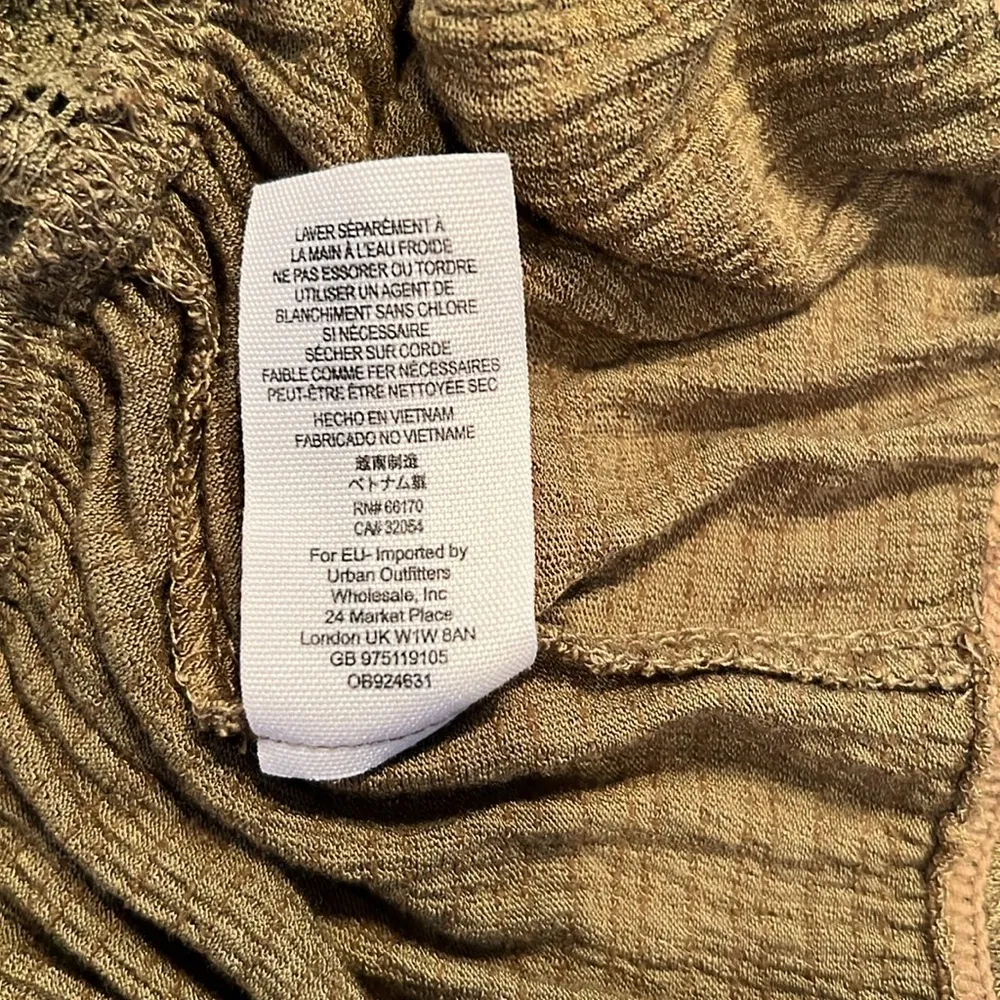 LAVER SÉPARÉMENT À
LA MAIN À L'EAU FROIDE
NE PAS ESSORER OU TORDRE
UTILISER UN AGENT DE
BLANCHIMENT SANS CHLORE
SI NÉCESSAIRE
SÉCHER SUR CORDE
FAIBLE COMME FER NÉCESSAIRES
PEUT-ÊTRE ÊTRE NETTOYÉE SEC
HECHO EN VIETNAM
FABRICADO NO VIETNAME
越南制造
ベトナム製
RN# 66170
CA# 32054
For EU- Imported by
Urban Outfitters
Wholesale, Inc
24 Market Place
London UK W1W 8AN
GB 975119105
OB924631